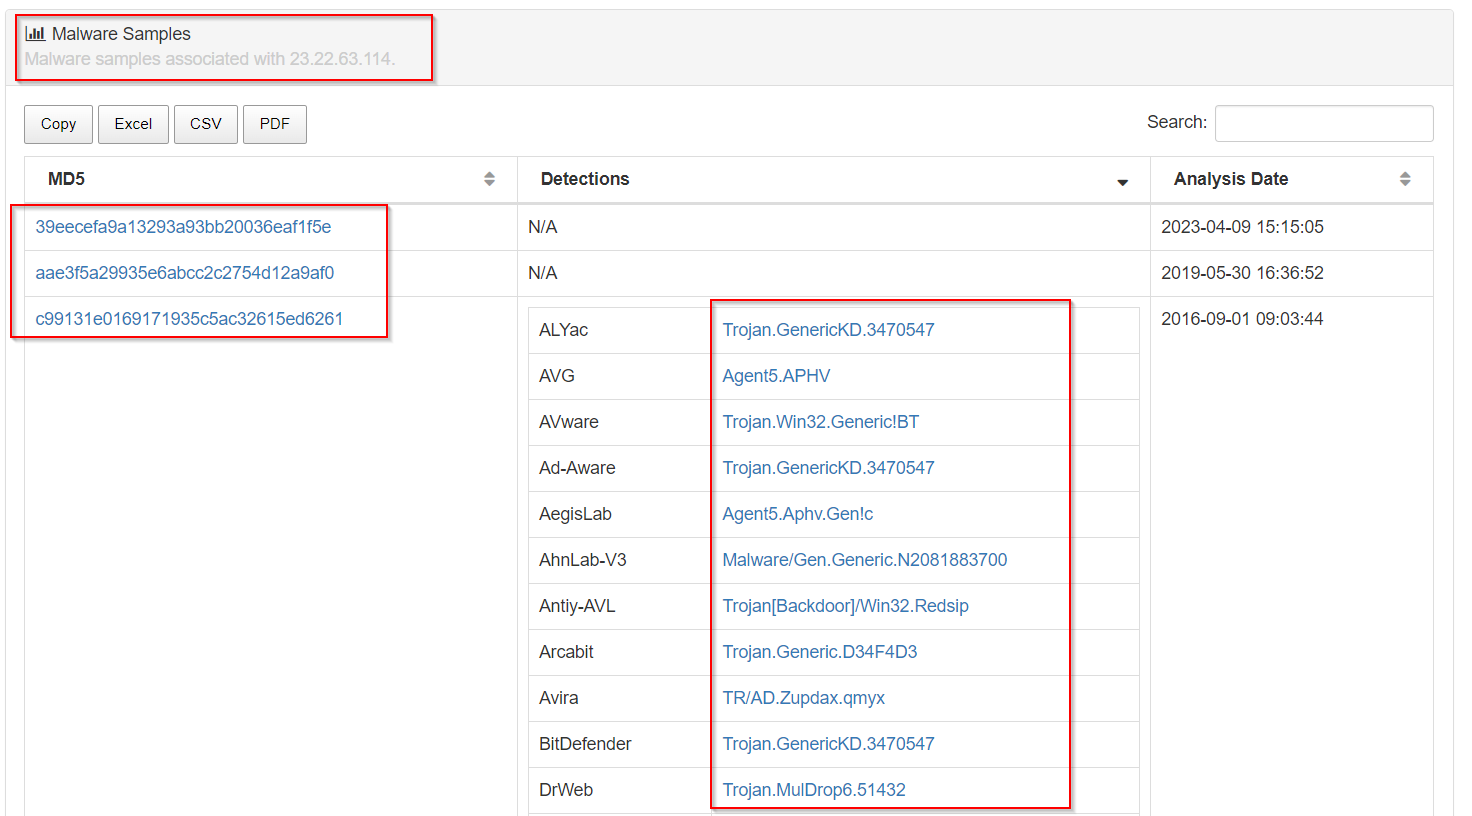 Malware Samples
Malware samples associated with 23.22.63.114.
Copy Excel CSV PDF Search:
MD5 Detections Analysis Date
39eecefa9a13293a93bb20036eaf1f5e N/A 2023-04-09 15:15:05
aae3f5a29935e6abcc2c2754d12a9af0 N/A 2019-05-30 16:36:52
c99131e0169171935c5ac32615ed6261 2016-09-01 09:03:44
ALYac Trojan.GenericKD.3470547
AVG Agent5.APHV
AVware Trojan.Win32.Generic!BT
Ad-Aware Trojan.GenericKD.3470547
AegisLab Agent5.Aphv.Gen!c
AhnLab-V3 Malware/Gen.Generic.N2081883700
Antiy-AVL Trojan[Backdoor]/Win32.Redsip
Arcabit Trojan.Generic.D34F4D3
Avira TR/AD.Zupdax.qmyx
BitDefender Trojan.GenericKD.3470547
DrWeb Trojan.MulDrop6.51432